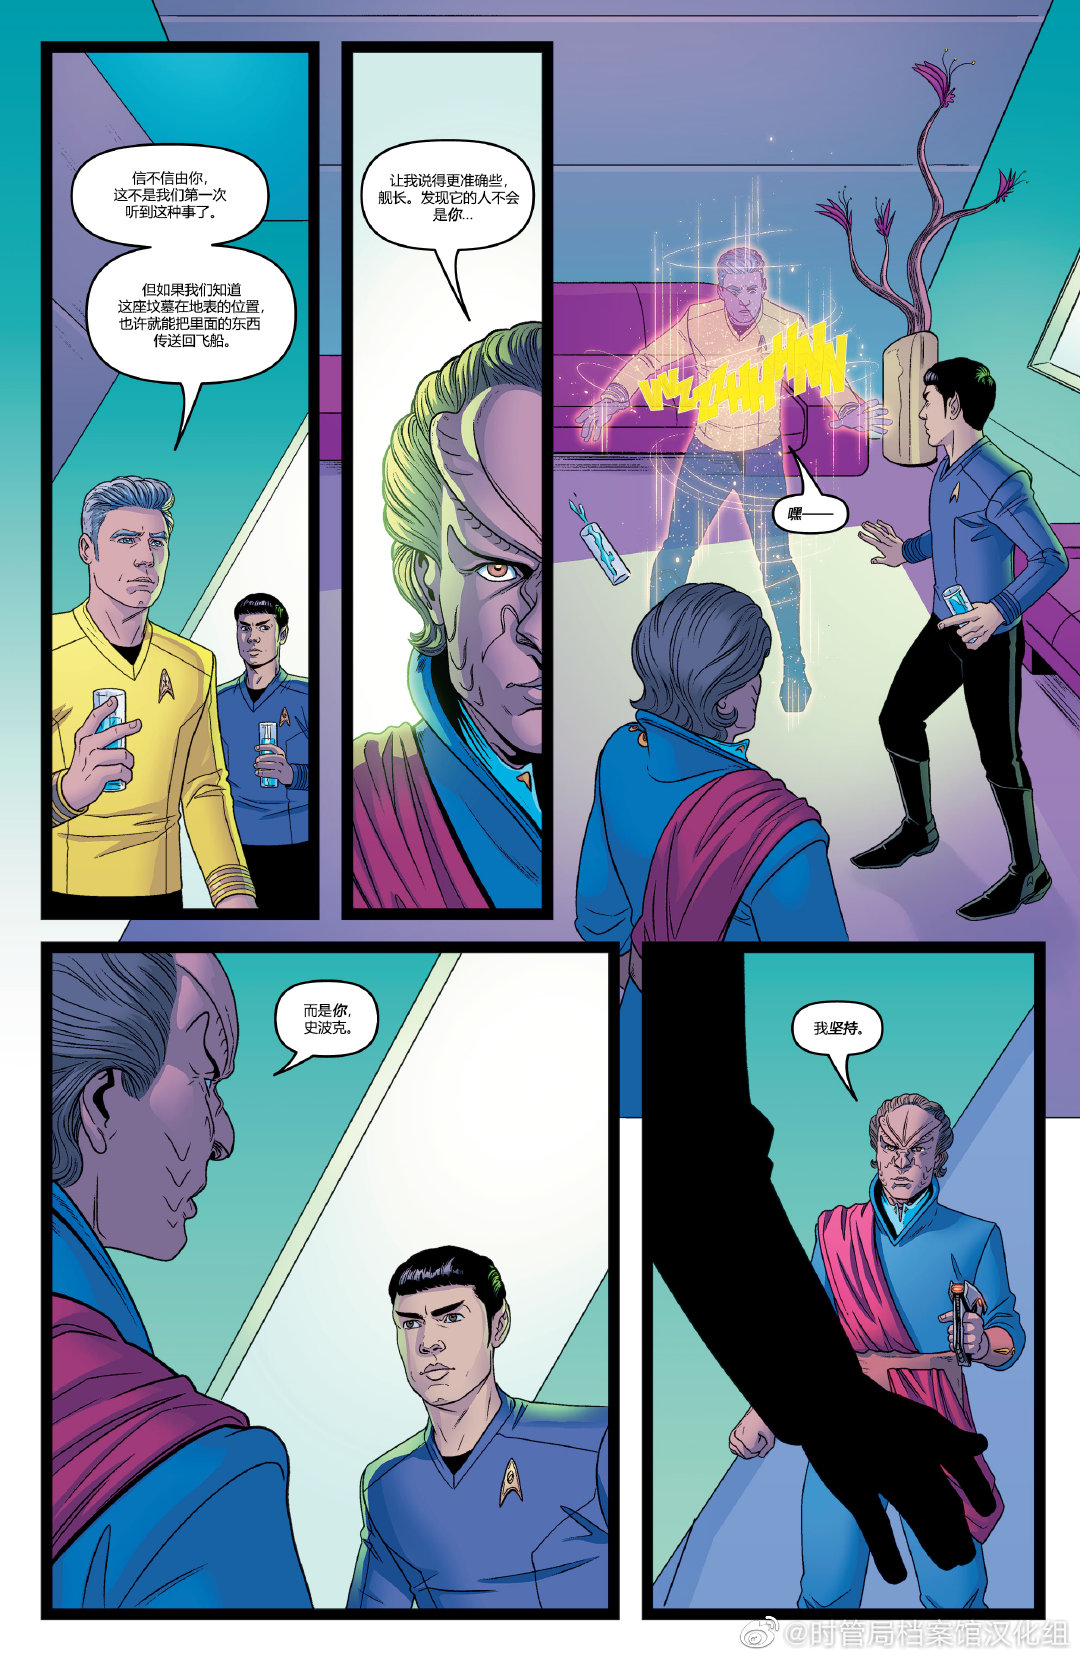 信不信由你，
这不是我们第一次
听到这种事了。
但如果我们知道
这座坟墓在地表的位置，
也许就能把里面的东西
传送回飞船。
让我说得更准确些，
舰长。发现它的人不会
是你...
VVZZZHHHHNNN
嘿——
而是你，
史波克。
我坚持。
@时管局档案馆汉化组